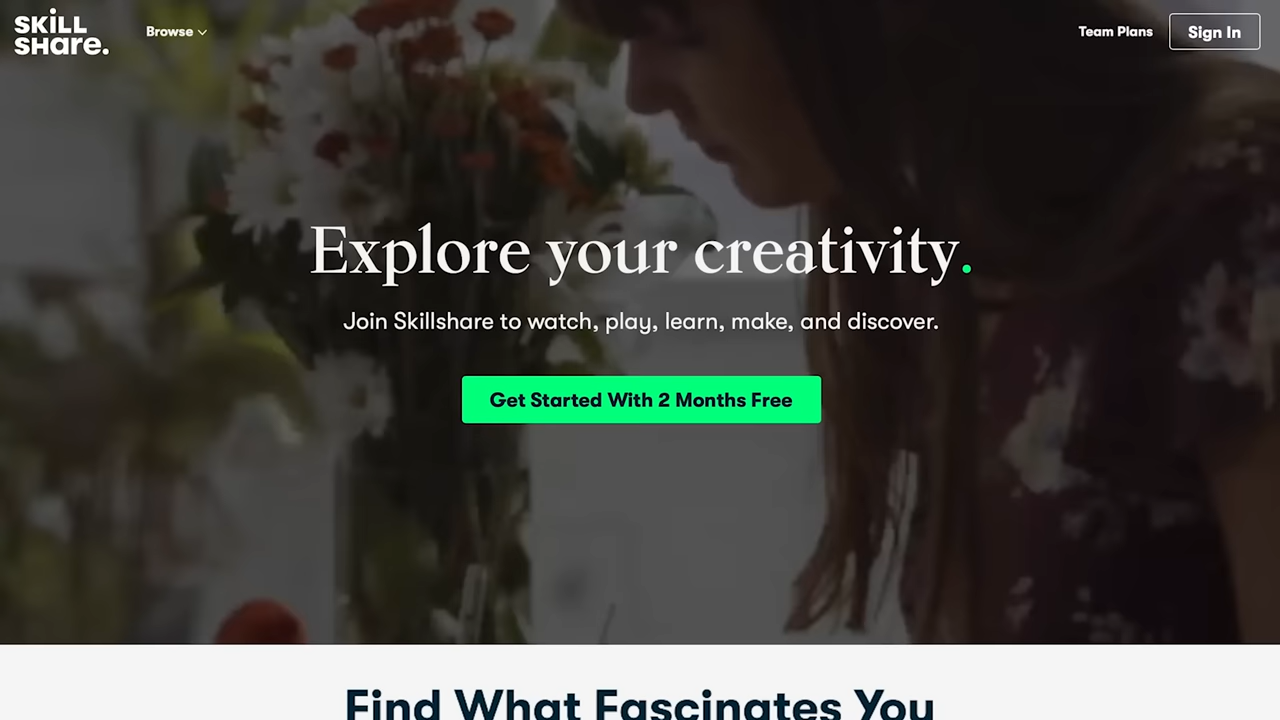 SKiLL
SHare.
Browse
Team Plans
Sign In
Explore your creativity.
Join Skillshare to watch, play, learn, make, and discover.
Get Started With 2 Months Free
Find What Fascinates You